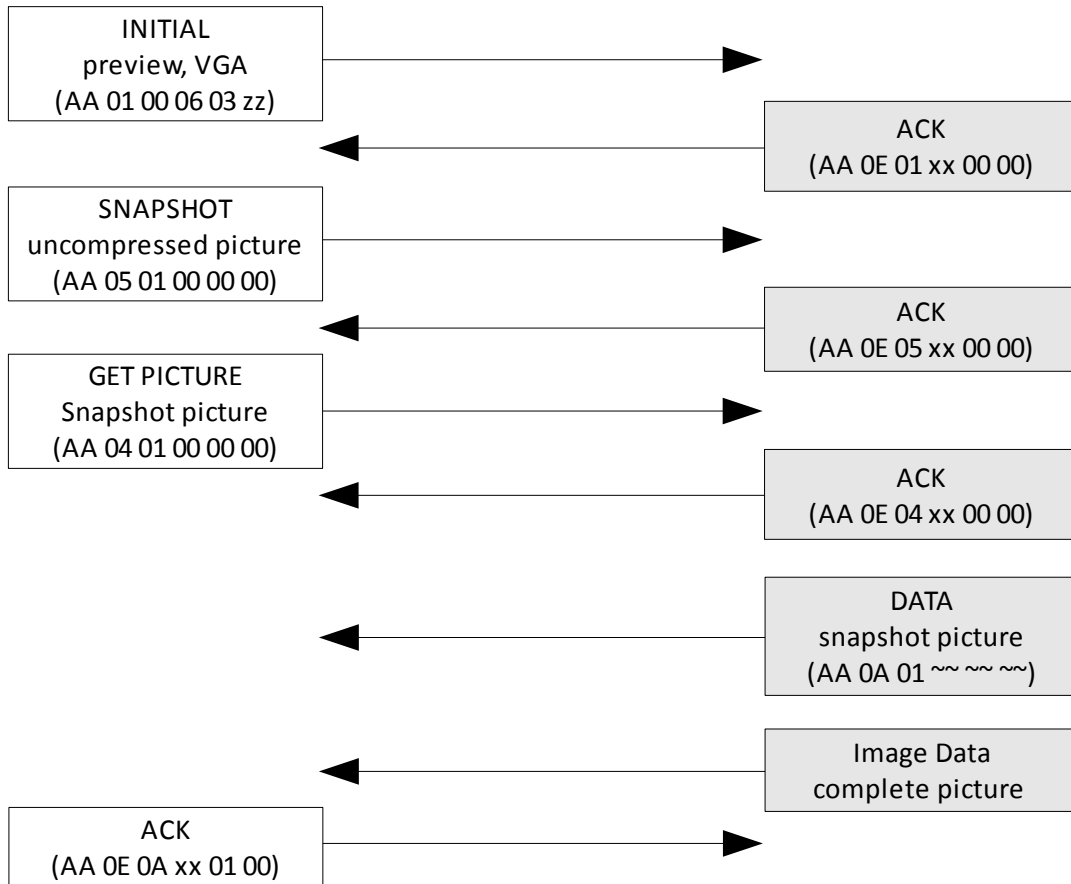 INITIAL
preview, VGA
(AA 01 00 06 03 zz)
ACK
(AA 0E 01 xx 00 00)
SNAPSHOT
uncompressed picture
(AA 05 01 00 00 00)
ACK
(AA 0E 05 xx 00 00)
GET PICTURE
Snapshot picture
(AA 04 01 00 00 00)
ACK
(AA 0E 04 xx 00 00)
DATA
snapshot picture
(AA 0A 01 ~~ ~~ ~~)
Image Data
complete picture
ACK
(AA 0E 0A xx 01 00)